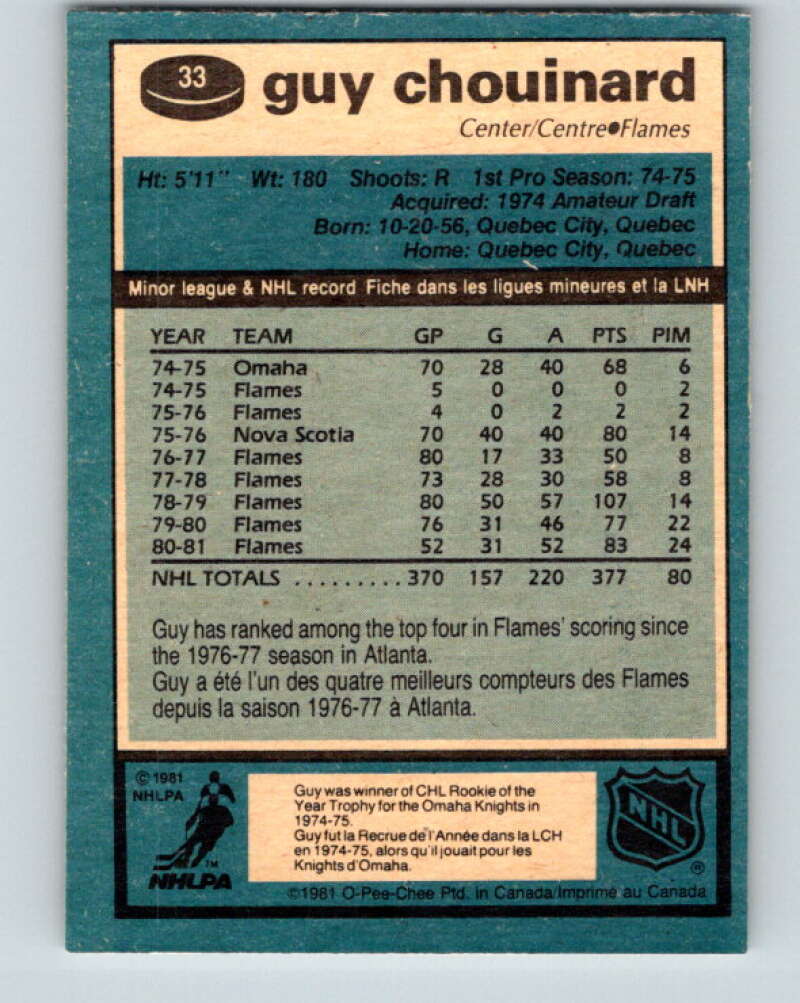 33 guy chouinard
Center/Centre●Flames
Ht: 5'11" Wt: 180 Shoots: R 1st Pro Season: 74-75
Acquired: 1974 Amateur Draft
Born: 10-20-56, Quebec City, Quebec
Home: Quebec City, Quebec
Minor league & NHL record Fiche dans les ligues mineures et la LNH
YEAR TEAM GP G A PTS PIM
74-75 Omaha 70 28 40 68 6
74-75 Flames 5 0 0 0 2
75-76 Flames 4 0 2 2 2
75-76 Nova Scotia 70 40 40 80 14
76-77 Flames 80 17 33 50 8
77-78 Flames 73 28 30 58 8
78-79 Flames 80 50 57 107 14
79-80 Flames 76 31 46 77 22
80-81 Flames 52 31 52 83 24
NHL TOTALS .......... 370 157 220 377 80
Guy has ranked among the top four in Flames' scoring since
the 1976-77 season in Atlanta.
Guy a été l'un des quatre meilleurs compteurs des Flames
depuis la saison 1976-77 à Atlanta.
© 1981
NHLPA
TM
NHLPA
Guy was winner of CHL Rookie of the
Year Trophy for the Omaha Knights in
1974-75.
Guy fut la Recrue de l'Année dans la LCH
en 1974-75, alors qu'il jouait pour les
Knights d'Omaha.
NHL
®
©1981 O-Pee-Chee Ptd. in Canada/Imprimé au Canada